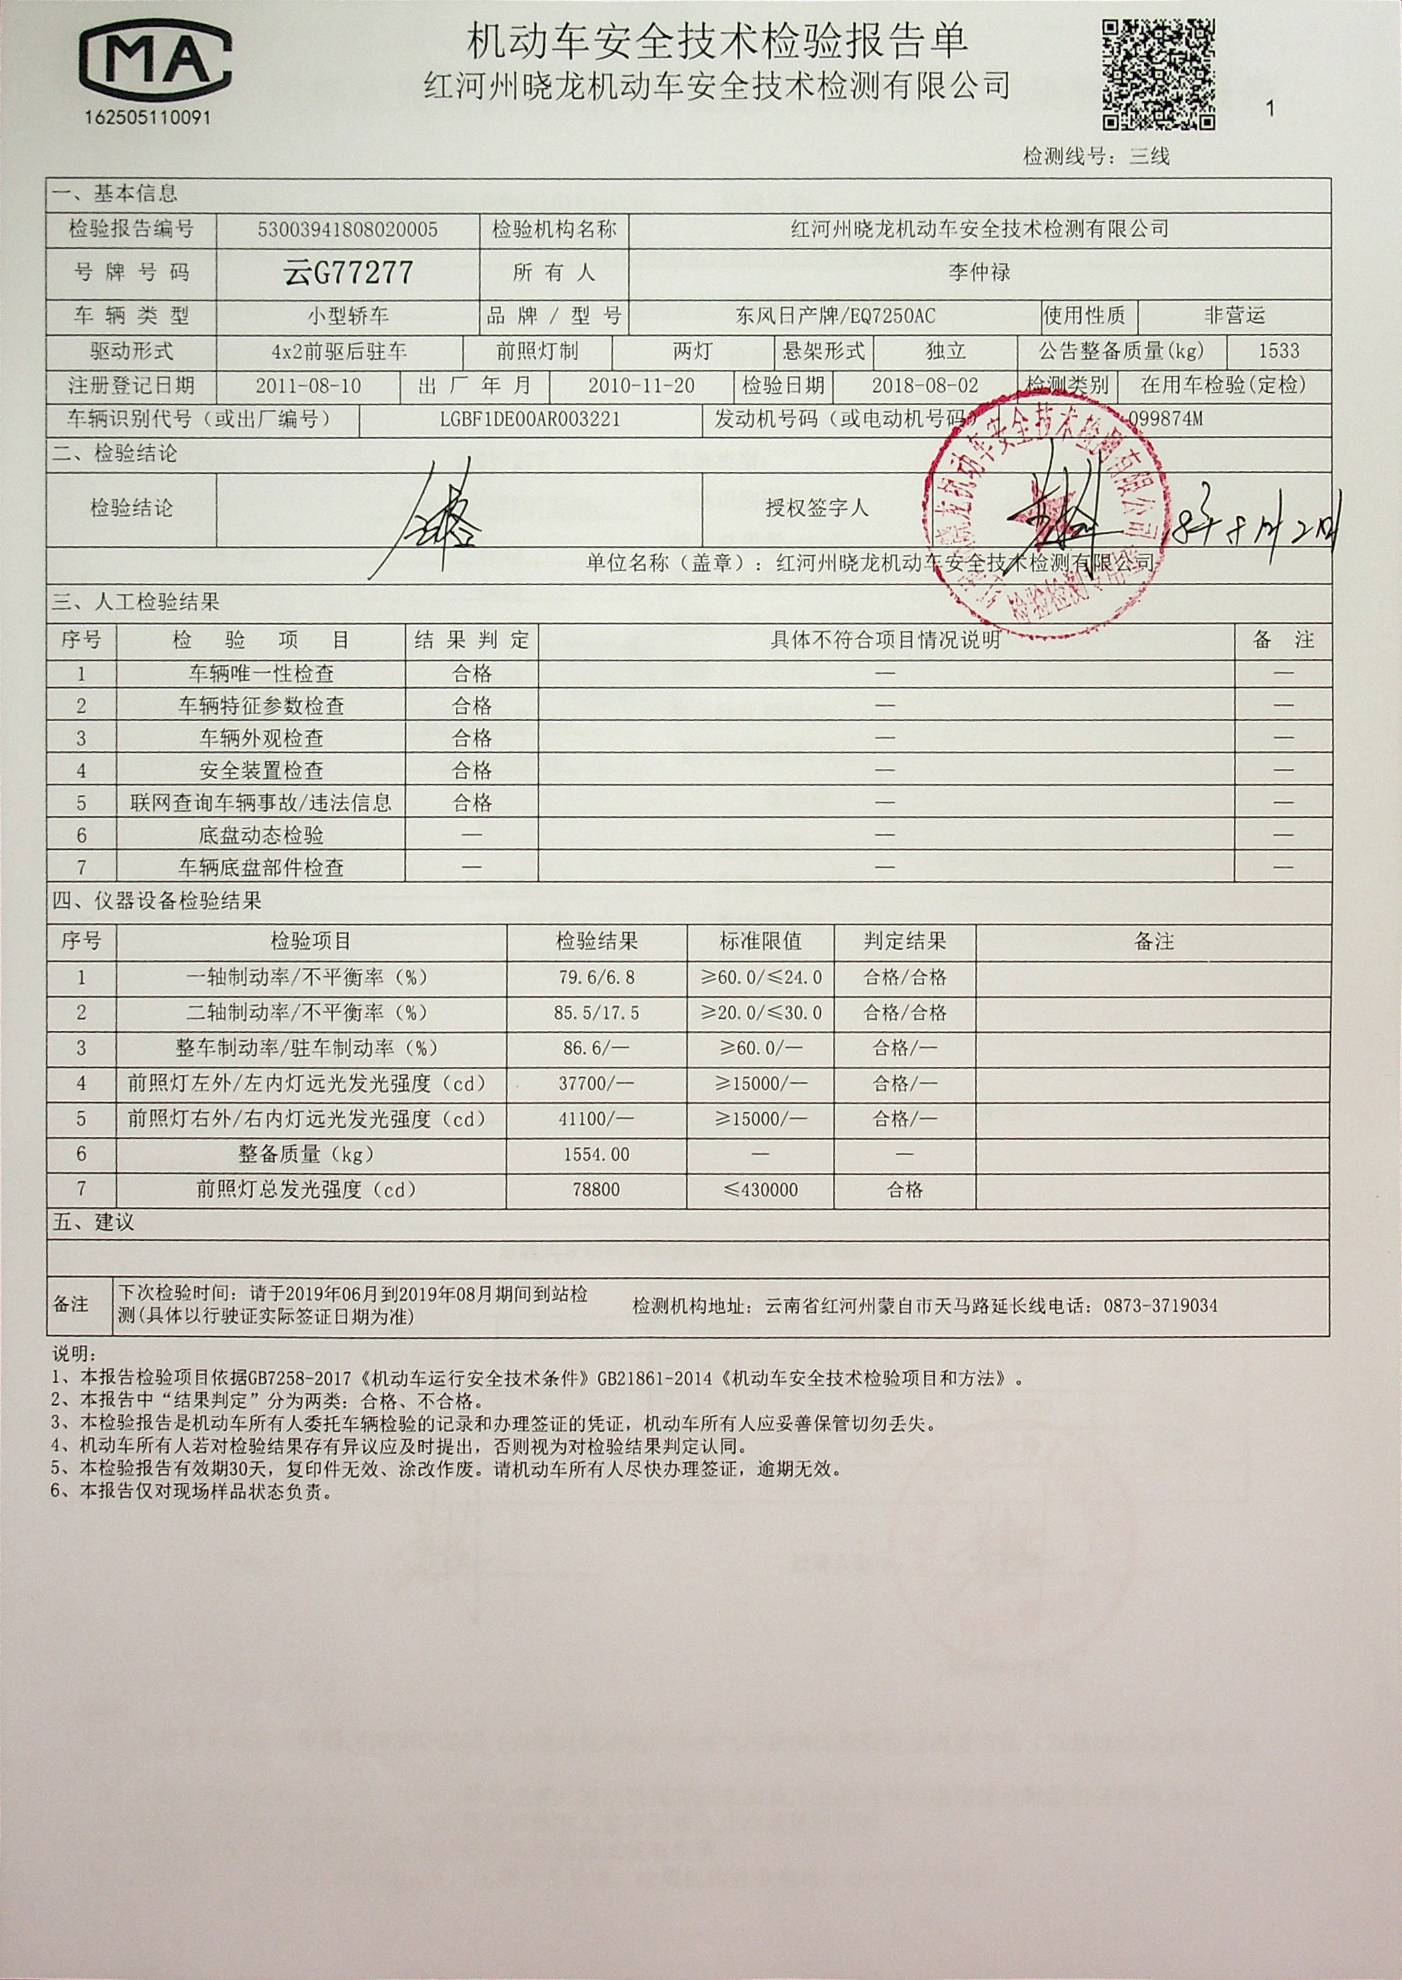 MA
162505110091
机动车安全技术检验报告单
红河州晓龙机动车安全技术检测有限公司
1
检测线号：三线
一、基本信息
检验报告编号 53003941808020005 检验机构名称 红河州晓龙机动车安全技术检测有限公司
号牌号码 云G77277 所有人 李仲禄
车辆类型 小型轿车 品牌/型号 东风日产牌/EQ7250AC 使用性质 非营运
驱动形式 4x2前驱后驻车 前照灯制 两灯 悬架形式 独立 公告整备质量(kg) 1533
注册登记日期 2011-08-10 出厂年月 2010-11-20 检验日期 2018-08-02 检测类别 在用车检验(定检)
车辆识别代号（或出厂编号） LGBF1DE00AR003221 发动机号码（或电动机号码） 099874M
二、检验结论
检验结论 合格 授权签字人 18年8月2日
单位名称（盖章）：红河州晓龙机动车安全技术检测有限公司
三、人工检验结果
序号 检验项目 结果判定 具体不符合项目情况说明 备注
1 车辆唯一性检查 合格 — —
2 车辆特征参数检查 合格 — —
3 车辆外观检查 合格 — —
4 安全装置检查 合格 — —
5 联网查询车辆事故/违法信息 合格 — —
6 底盘动态检验 — — —
7 车辆底盘部件检查 — — —
四、仪器设备检验结果
序号 检验项目 检验结果 标准限值 判定结果 备注
1 一轴制动率/不平衡率（%） 79.6/6.8 ≥60.0/≤24.0 合格/合格
2 二轴制动率/不平衡率（%） 85.5/17.5 ≥20.0/≤30.0 合格/合格
3 整车制动率/驻车制动率（%） 86.6/— ≥60.0/— 合格/—
4 前照灯左外/左内灯远光发光强度（cd） 37700/— ≥15000/— 合格/—
5 前照灯右外/右内灯远光发光强度（cd） 41100/— ≥15000/— 合格/—
6 整备质量（kg） 1554.00 — —
7 前照灯总发光强度（cd） 78800 ≤430000 合格
五、建议
备注 下次检验时间：请于2019年06月到2019年08月期间到站检
测(具体以行驶证实际签证日期为准) 检测机构地址：云南省红河州蒙自市天马路延长线电话：0873-3719034
说明：
1、本报告检验项目依据GB7258-2017《机动车运行安全技术条件》GB21861-2014《机动车安全技术检验项目和方法》。
2、本报告中“结果判定”分为两类：合格、不合格。
3、本检验报告是机动车所有人委托车辆检验的记录和办理签证的凭证，机动车所有人应妥善保管切勿丢失。
4、机动车所有人若对检验结果存有异议应及时提出，否则视为对检验结果判定认同。
5、本检验报告有效期30天，复印件无效、涂改作废。请机动车所有人尽快办理签证，逾期无效。
6、本报告仅对现场样品状态负责。